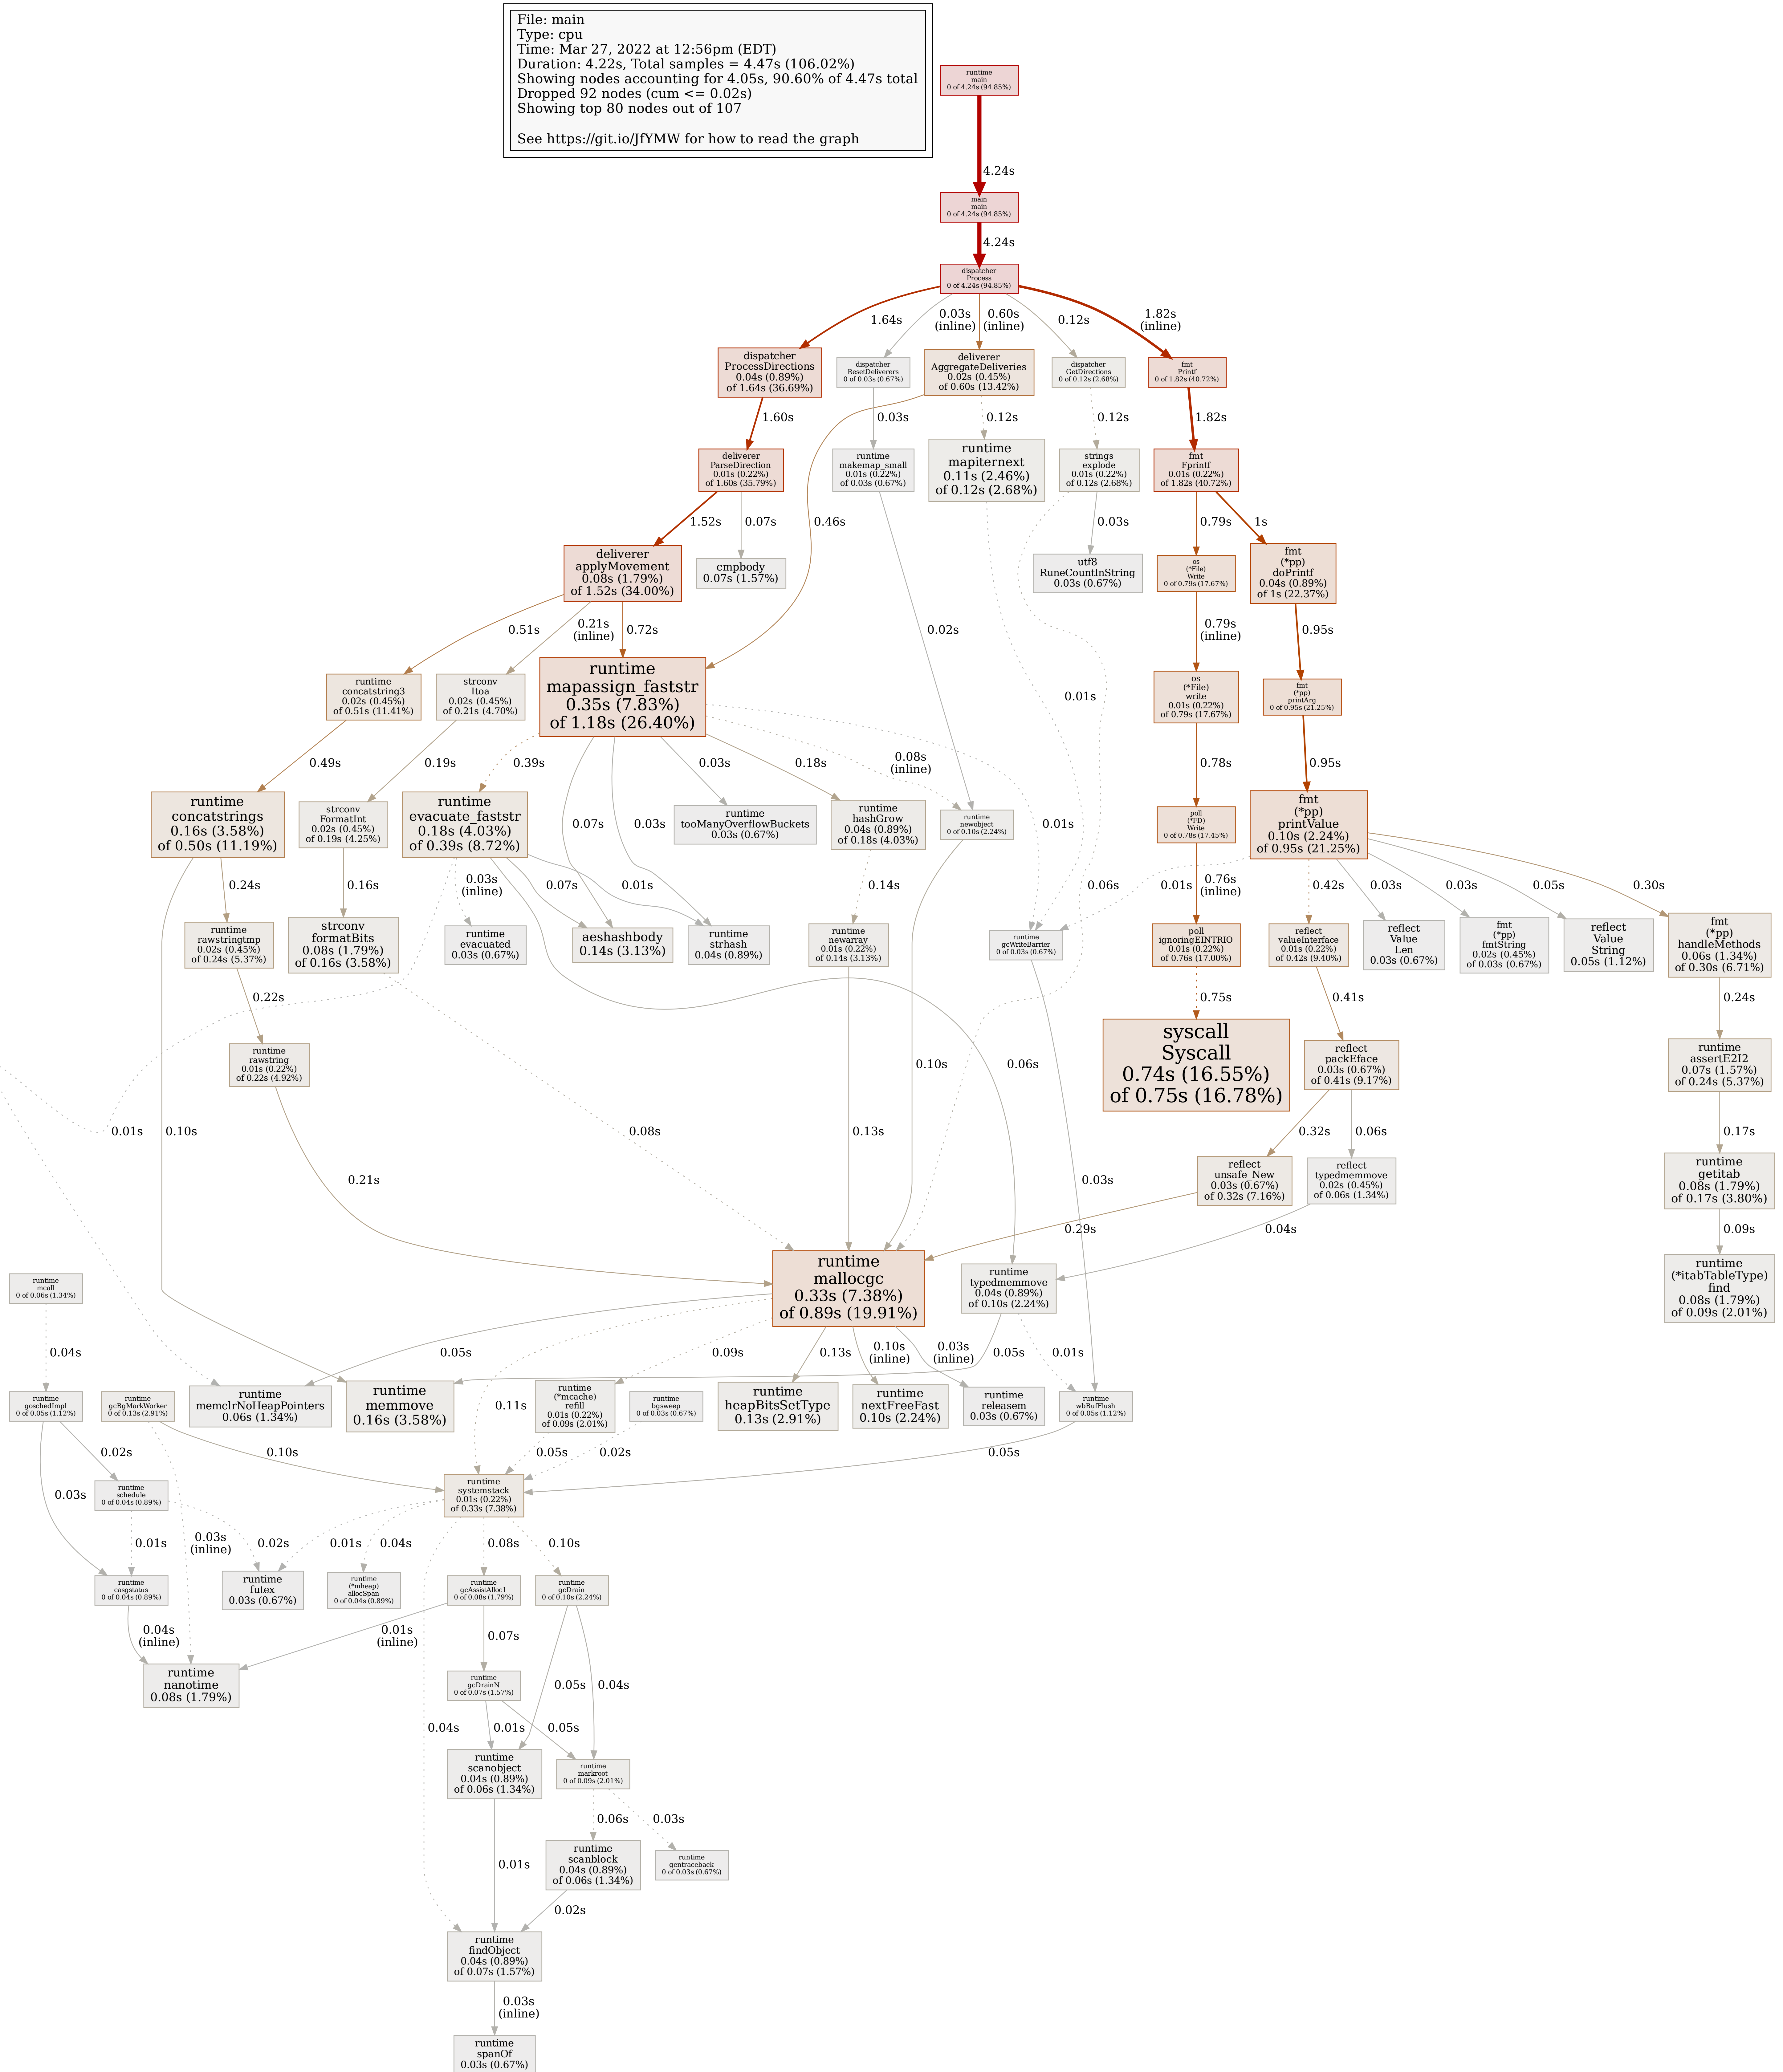 File: main
Type: cpu
Time: Mar 27, 2022 at 12:56pm (EDT)
Duration: 4.22s, Total samples = 4.47s (106.02%)
Showing nodes accounting for 4.05s, 90.60% of 4.47s total
Dropped 92 nodes (cum <= 0.02s)
Showing top 80 nodes out of 107
See https://git.io/JfYMW for how to read the graph
runtime
main
0 of 4.24s (94.85%)
4.24s
main
main
0 of 4.24s (94.85%)
4.24s
dispatcher
Process
0 of 4.24s (94.85%)
1.64s
0.03s
(inline)
0.60s
(inline)
0.12s
1.82s
(inline)
dispatcher
ProcessDirections
0.04s (0.89%)
of 1.64s (36.69%)
dispatcher
ResetDeliverers
0 of 0.03s (0.67%)
deliverer
AggregateDeliveries
0.02s (0.45%)
of 0.60s (13.42%)
dispatcher
GetDirections
0 of 0.12s (2.68%)
fmt
Printf
0 of 1.82s (40.72%)
1.60s
0.03s
0.12s
0.12s
1.82s
deliverer
ParseDirection
0.01s (0.22%)
of 1.60s (35.79%)
runtime
makemap_small
0.01s (0.22%)
of 0.03s (0.67%)
runtime
mapiternext
0.11s (2.46%)
of 0.12s (2.68%)
strings
explode
0.01s (0.22%)
of 0.12s (2.68%)
fmt
Fprintf
0.01s (0.22%)
of 1.82s (40.72%)
1.52s
0.07s
0.46s
0.03s
0.79s
1s
deliverer
applyMovement
0.08s (1.79%)
of 1.52s (34.00%)
cmpbody
0.07s (1.57%)
utf8
RuneCountInString
0.03s (0.67%)
os
(*File)
Write
0 of 0.79s (17.67%)
fmt
(*pp)
doPrintf
0.04s (0.89%)
of 1s (22.37%)
0.51s
0.21s
(inline)
0.72s
0.02s
0.79s
(inline)
0.95s
runtime
concatstring3
0.02s (0.45%)
of 0.51s (11.41%)
strconv
Itoa
0.02s (0.45%)
of 0.21s (4.70%)
runtime
mapassign_faststr
0.35s (7.83%)
of 1.18s (26.40%)
0.01s
os
(*File)
write
0.01s (0.22%)
of 0.79s (17.67%)
fmt
(*pp)
printArg
0 of 0.95s (21.25%)
0.49s
0.19s
0.39s
0.03s
0.18s
0.08s
(inline)
0.78s
0.95s
runtime
concatstrings
0.16s (3.58%)
of 0.50s (11.19%)
strconv
FormatInt
0.02s (0.45%)
of 0.19s (4.25%)
runtime
evacuate_faststr
0.18s (4.03%)
of 0.39s (8.72%)
0.07s
0.03s
runtime
tooManyOverflowBuckets
0.03s (0.67%)
runtime
hashGrow
0.04s (0.89%)
of 0.18s (4.03%)
runtime
newobject
0 of 0.10s (2.24%)
0.01s
poll
(*FD)
Write
0 of 0.78s (17.45%)
fmt
(*pp)
printValue
0.10s (2.24%)
of 0.95s (21.25%)
0.24s
0.16s
0.03s
(inline)
0.07s
0.01s
0.14s
0.06s
0.01s
0.76s
(inline)
0.42s
0.03s
0.03s
0.05s
0.30s
runtime
rawstringtmp
0.02s (0.45%)
of 0.24s (5.37%)
strconv
formatBits
0.08s (1.79%)
of 0.16s (3.58%)
runtime
evacuated
0.03s (0.67%)
aeshashbody
0.14s (3.13%)
runtime
strhash
0.04s (0.89%)
runtime
newarray
0.01s (0.22%)
of 0.14s (3.13%)
runtime
gcWriteBarrier
0 of 0.03s (0.67%)
poll
ignoringEINTRIO
0.01s (0.22%)
of 0.76s (17.00%)
reflect
valueInterface
0.01s (0.22%)
of 0.42s (9.40%)
reflect
Value
Len
0.03s (0.67%)
fmt
(*pp)
fmtString
0.02s (0.45%)
of 0.03s (0.67%)
reflect
Value
String
0.05s (1.12%)
fmt
(*pp)
handleMethods
0.06s (1.34%)
of 0.30s (6.71%)
0.22s
0.75s
0.41s
0.24s
runtime
rawstring
0.01s (0.22%)
of 0.22s (4.92%)
0.10s
0.06s
syscall
Syscall
0.74s (16.55%)
of 0.75s (16.78%)
reflect
packEface
0.03s (0.67%)
of 0.41s (9.17%)
runtime
assertE2I2
0.07s (1.57%)
of 0.24s (5.37%)
0.01s
0.10s
0.08s
0.13s
0.32s
0.06s
0.17s
0.21s
0.03s
reflect
unsafe_New
0.03s (0.67%)
of 0.32s (7.16%)
reflect
typedmemmove
0.02s (0.45%)
of 0.06s (1.34%)
runtime
getitab
0.08s (1.79%)
of 0.17s (3.80%)
0.29s
0.04s
0.09s
runtime
mcall
0 of 0.06s (1.34%)
runtime
mallocgc
0.33s (7.38%)
of 0.89s (19.91%)
runtime
typedmemmove
0.04s (0.89%)
of 0.10s (2.24%)
runtime
(*itabTableType)
find
0.08s (1.79%)
of 0.09s (2.01%)
0.04s
0.05s
0.09s
0.13s
0.10s
(inline)
0.03s
(inline)
0.05s
0.01s
runtime
goschedImpl
0 of 0.05s (1.12%)
runtime
gcBgMarkWorker
0 of 0.13s (2.91%)
runtime
memclrNoHeapPointers
0.06s (1.34%)
runtime
memmove
0.16s (3.58%)
0.11s
runtime
(*mcache)
refill
0.01s (0.22%)
of 0.09s (2.01%)
runtime
bgsweep
0 of 0.03s (0.67%)
runtime
heapBitsSetType
0.13s (2.91%)
runtime
nextFreeFast
0.10s (2.24%)
runtime
releasem
0.03s (0.67%)
runtime
wbBufFlush
0 of 0.05s (1.12%)
0.02s
0.10s
0.05s
0.02s
0.05s
0.03s
runtime
schedule
0 of 0.04s (0.89%)
runtime
systemstack
0.01s (0.22%)
of 0.33s (7.38%)
0.01s
0.03s
(inline)
0.02s
0.01s
0.04s
0.08s
0.10s
runtime
casgstatus
0 of 0.04s (0.89%)
runtime
futex
0.03s (0.67%)
runtime
(*mheap)
allocSpan
0 of 0.04s (0.89%)
runtime
gcAssistAlloc1
0 of 0.08s (1.79%)
runtime
gcDrain
0 of 0.10s (2.24%)
0.04s
(inline)
0.01s
(inline)
0.07s
runtime
nanotime
0.08s (1.79%)
runtime
gcDrainN
0 of 0.07s (1.57%)
0.05s
0.04s
0.04s
0.01s
0.05s
runtime
scanobject
0.04s (0.89%)
of 0.06s (1.34%)
runtime
markroot
0 of 0.09s (2.01%)
0.06s
0.03s
0.01s
runtime
scanblock
0.04s (0.89%)
of 0.06s (1.34%)
runtime
gentraceback
0 of 0.03s (0.67%)
0.02s
runtime
findObject
0.04s (0.89%)
of 0.07s (1.57%)
0.03s
(inline)
runtime
spanOf
0.03s (0.67%)